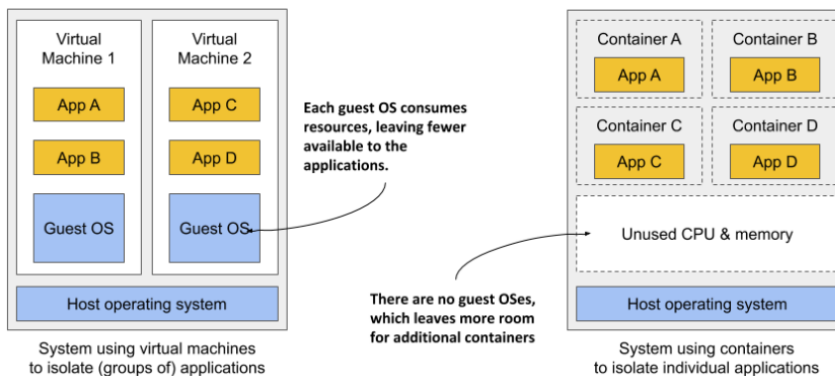 Virtual
Machine 1
App A
App B
Guest OS
Virtual
Machine 2
App C
App D
Guest OS
Host operating system
System using virtual machines
to isolate (groups of) applications
Each guest OS consumes
resources, leaving fewer
available to the
applications.
There are no guest OSes,
which leaves more room
for additional containers
Container A
App A
Container B
App B
Container C
App C
Container D
App D
Unused CPU & memory
Host operating system
System using containers
to isolate individual applications